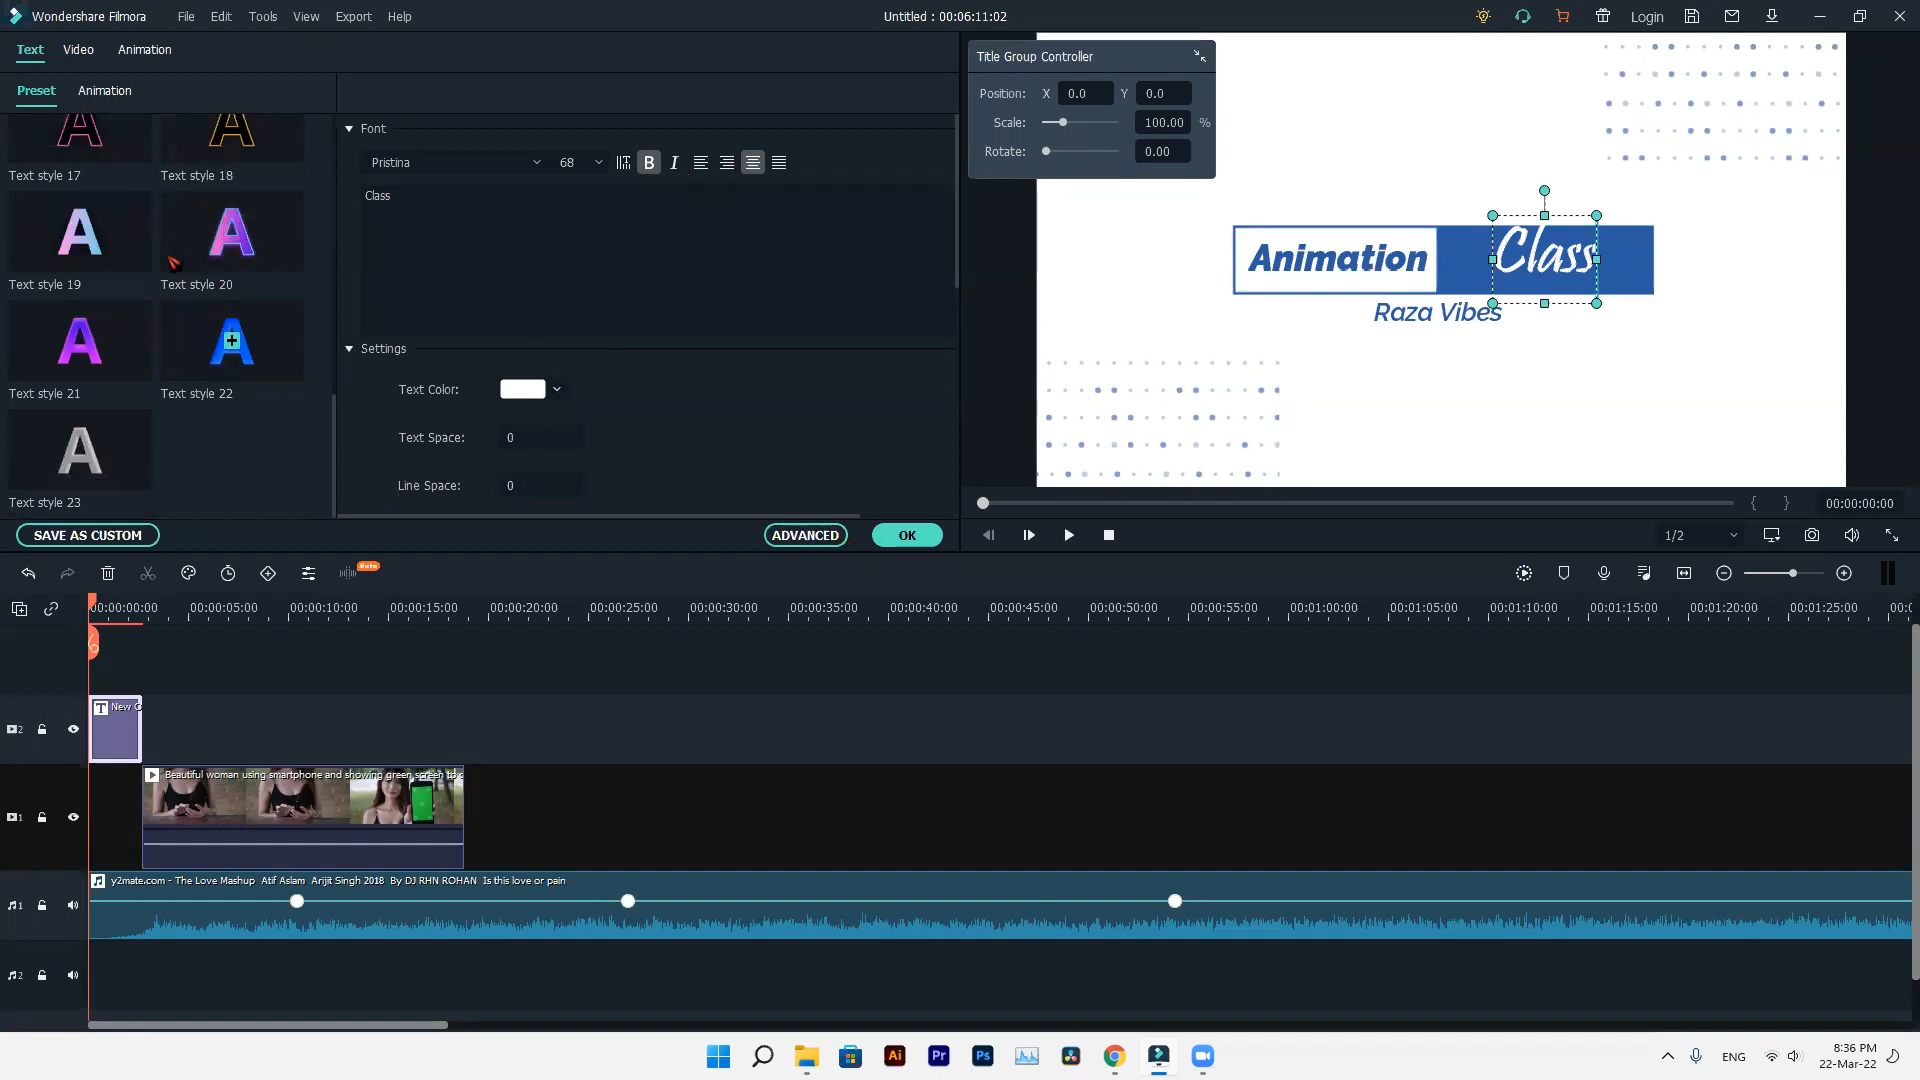 Wondershare Filmora File Edit Tools View Export Help Untitled : 00:06:11:02 Login
Text Video Animation
Preset Animation
Text style 17 Text style 18
Text style 19 Text style 20
Text style 21 Text style 22
Text style 23
SAVE AS CUSTOM
Font
Pristina 68 B I
Class
Settings
Text Color:
Text Space: 0
Line Space: 0
ADVANCED OK
Title Group Controller
Position: X 0.0 Y 0.0
Scale: 100.00 %
Rotate: 0.00
Animation Class
Raza Vibes
{ } 00:00:00:00
1/2
00:00:00:00 00:00:05:00 00:00:10:00 00:00:15:00 00:00:20:00 00:00:25:00 00:00:30:00 00:00:35:00 00:00:40:00 00:00:45:00 00:00:50:00 00:00:55:00 00:01:00:00 00:01:05:00 00:01:10:00 00:01:15:00 00:01:20:00 00:01:25:00
2 T New
1 Beautiful woman using smartphone and showing green screen to
1 y2mate.com - The Love Mashup Atif Aslam Arijit Singh 2018 By DJ RHN ROHAN Is this love or pain
2
Ai Pr Ps
ENG 8:36 PM
22-Mar-22